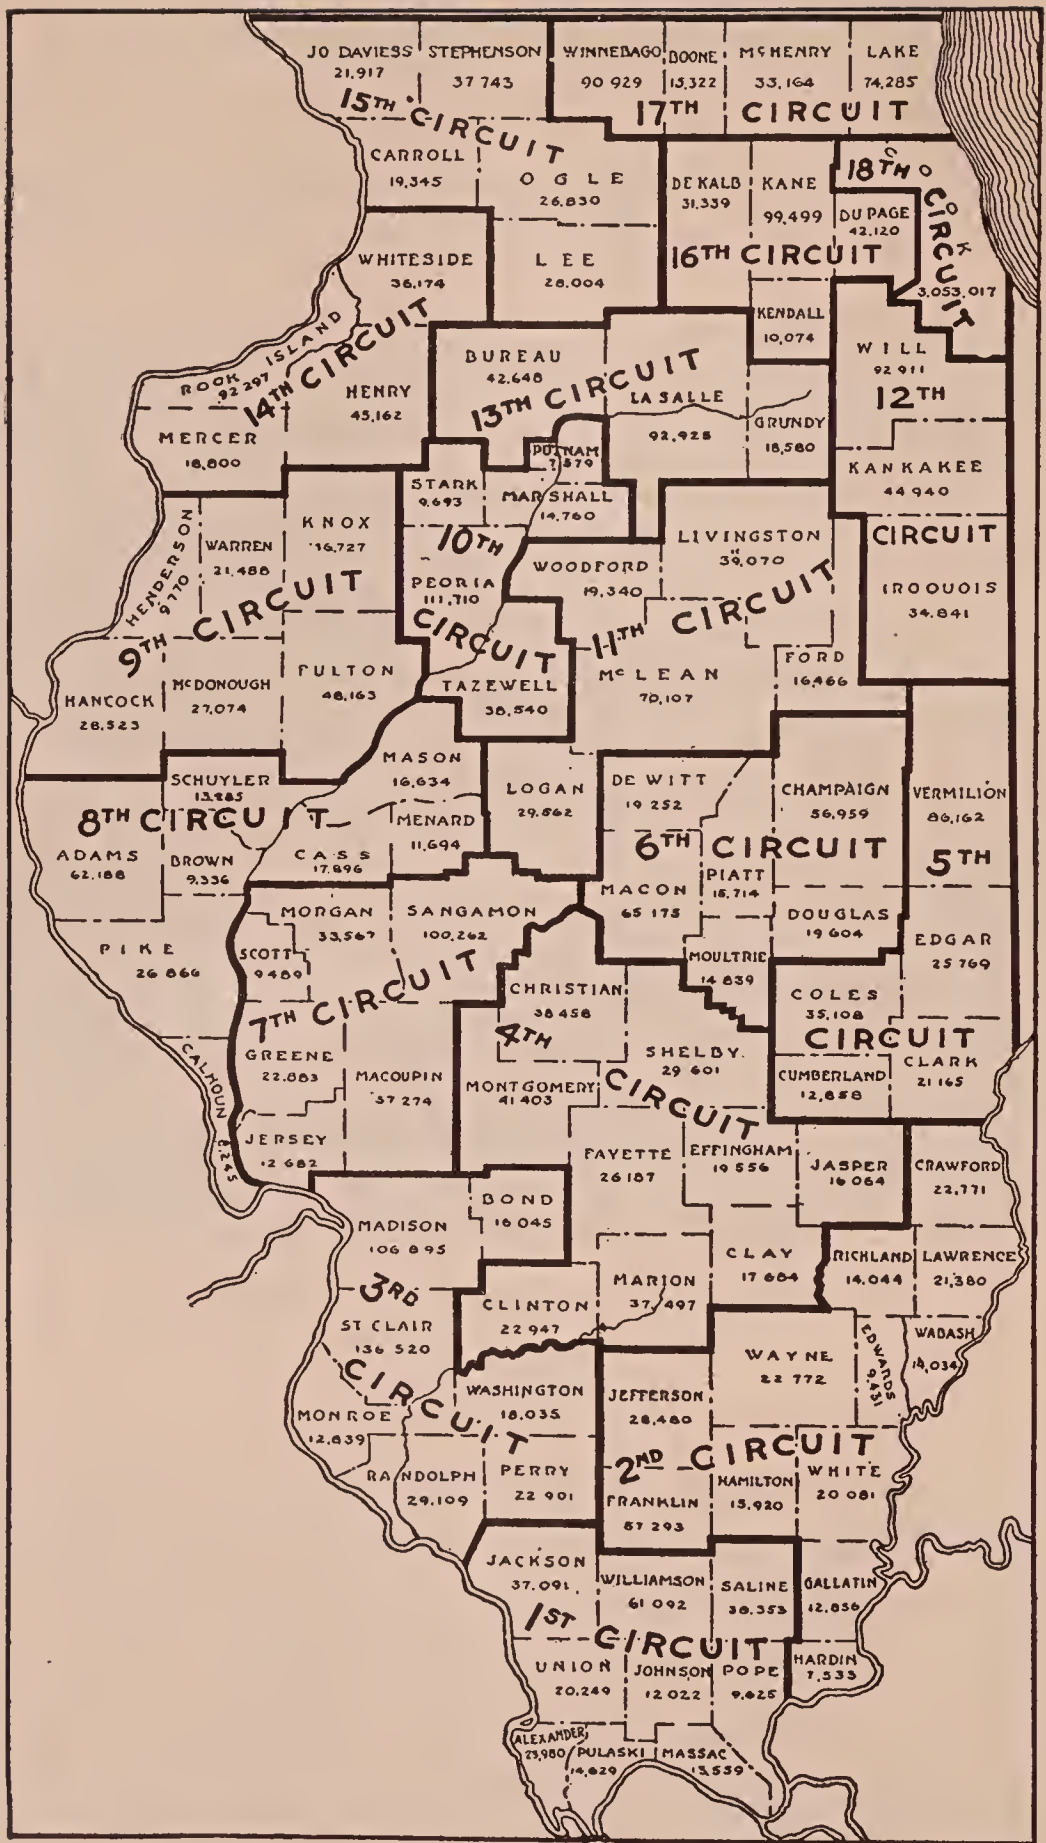 JO DAVIESS
21,917
STEPHENSON
37 743
WINNEBAGO
90 929
BOONE
15,322
McHENRY
33,164
LAKE
74,285
15TH CIRCUIT
17TH CIRCUIT
CARROLL
19,345
OGLE
26,830
DE KALB
31,339
KANE
99,499
18TH CIRCUIT
COOK
3,053,017
DU PAGE
42,120
16TH CIRCUIT
WHITESIDE
36,174
LEE
28,004
KENDALL
10,074
ROCK ISLAND
92 297
14TH CIRCUIT
HENRY
45,162
MERCER
18,800
BUREAU
42,648
13TH CIRCUIT
LA SALLE
92,925
GRUNDY
18,580
WILL
92 911
12TH
KANKAKEE
44 940
CIRCUIT
IROQUOIS
34,841
PUTNAM
7,579
STARK
9,693
MARSHALL
14,760
HENDERSON
9770
WARREN
21,488
KNOX
9TH CIRCUIT
10TH
PEORIA
111,710
CIRCUIT
WOODFORD
19,340
LIVINGSTON
39,070
11TH CIRCUIT
FULTON
48,163
TAZEWELL
38,540
McLEAN
70,107
FORD
16,466
HANCOCK
28,523
McDONOUGH
27,074
MASON
16,634
LOGAN
29,562
DE WITT
19 252
CHAMPAIGN
56,959
VERMILION
86,162
SCHUYLER
13,285
8TH CIRCUIT
ADAMS
62,188
BROWN
9,336
CASS
17,896
MENARD
11,694
6TH CIRCUIT
PIATT
15,714
5TH
MACON
65 175
DOUGLAS
19 604
EDGAR
25 769
PIKE
26 866
MORGAN
33,567
SANGAMON
100,262
SCOTT
9489
MOULTRIE
14 839
COLES
35,108
CIRCUIT
7TH CIRCUIT
CHRISTIAN
38 458
4TH
SHELBY.
29 601
CIRCUIT
CUMBERLAND
12,858
CLARK
21 165
CALHOUN
8,245
GREENE
22,883
MACOUPIN
57 274
MONTGOMERY
41 403
JERSEY
12 682
FAYETTE
26 187
EFFINGHAM
19 556
JASPER
16 064
CRAWFORD
22,771
BOND
16 045
MADISON
106 895
CLAY
17 684
RICHLAND
14,044
LAWRENCE
21,380
3RD
ST CLAIR
136 520
CIRCUIT
CLINTON
22 947
MARION
37,497
WAYNE
22 772
EDWARDS
9,431
WABASH
14,034
MONROE
12,839
WASHINGTON
18,035
JEFFERSON
28,480
2ND CIRCUIT
RANDOLPH
29,109
PERRY
22 901
FRANKLIN
57 293
HAMILTON
15,920
WHITE
20 081
JACKSON
37,091
WILLIAMSON
61 092
SALINE
38,353
GALLATIN
12,856
1ST CIRCUIT
UNION
20,249
JOHNSON
12 022
POPE
9,625
HARDIN
7,533
ALEXANDER
23,980
PULASKI
14,629
MASSAC
13,559